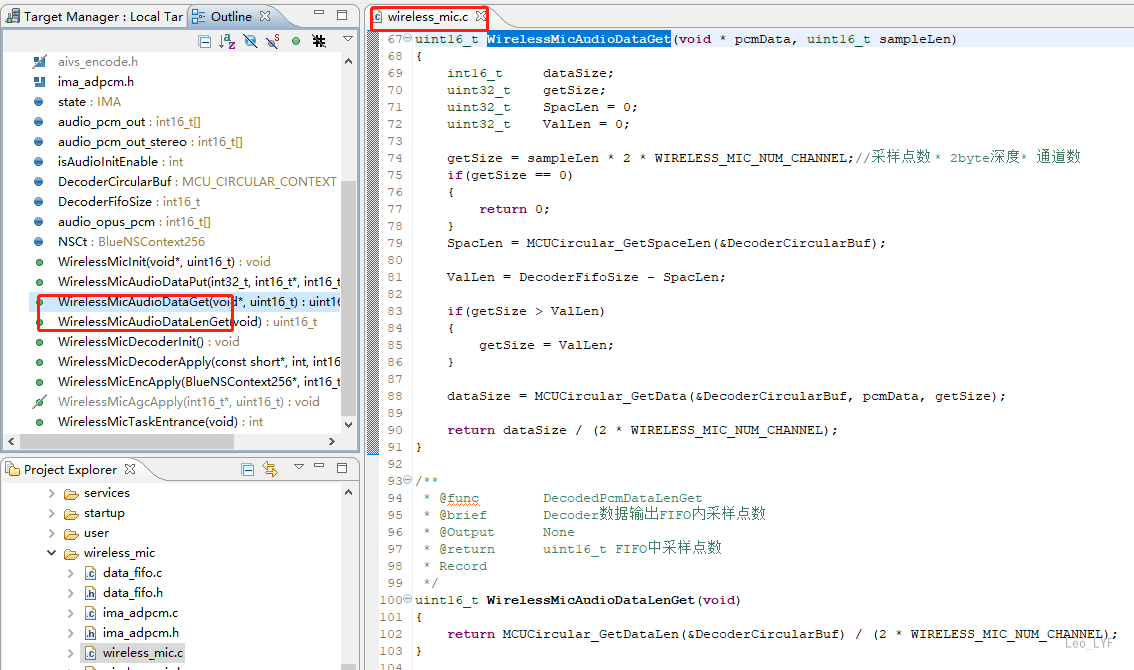 Target Manager : Local Tar
Outline
aivs_encode.h
ima_adpcm.h
state : IMA
audio_pcm_out : int16_t[]
audio_pcm_out_stereo : int16_t[]
isAudioInitEnable : int
DecoderCircularBuf : MCU_CIRCULAR_CONTEXT
DecoderFifoSize : int16_t
audio_opus_pcm : int16_t[]
NSCt : BlueNSContext256
WirelessMicInit(void*, uint16_t) : void
WirelessMicAudioDataPut(int32_t, int16_t*, int16_t
WirelessMicAudioDataGet(void*, uint16_t) : uint16
WirelessMicAudioDataLenGet(void) : uint16_t
WirelessMicDecoderInit() : void
WirelessMicDecoderApply(const short*, int, int16
WirelessMicEncApply(BlueNSContext256*, int16_t
WirelessMicAgcApply(int16_t*, uint16_t) : void
WirelessMicTaskEntrance(void) : int
Project Explorer
services
startup
user
wireless_mic
data_fifo.c
data_fifo.h
ima_adpcm.c
ima_adpcm.h
wireless_mic.c
wireless_mic.c
67 uint16_t WirelessMicAudioDataGet(void * pcmData, uint16_t sampleLen)
68 {
69 int16_t dataSize;
70 uint32_t getSize;
71 uint32_t SpacLen = 0;
72 uint32_t ValLen = 0;
73
74 getSize = sampleLen * 2 * WIRELESS_MIC_NUM_CHANNEL;//采样点数 * 2byte深度* 通道数
75 if(getSize == 0)
76 {
77 return 0;
78 }
79 SpacLen = MCUCircular_GetSpaceLen(&DecoderCircularBuf);
80
81 ValLen = DecoderFifoSize - SpacLen;
82
83 if(getSize > ValLen)
84 {
85 getSize = ValLen;
86 }
87
88 dataSize = MCUCircular_GetData(&DecoderCircularBuf, pcmData, getSize);
89
90 return dataSize / (2 * WIRELESS_MIC_NUM_CHANNEL);
91 }
92
93 /**
94 * @func DecodedPcmDataLenGet
95 * @brief Decoder数据输出FIFO内采样点数
96 * @Output None
97 * @return uint16_t FIFO中采样点数
98 * Record
99 */
100 uint16_t WirelessMicAudioDataLenGet(void)
101 {
102 return MCUCircular_GetDataLen(&DecoderCircularBuf) / (2 * WIRELESS_MIC_NUM_CHANNEL);
103 }
104
Leo_LYF